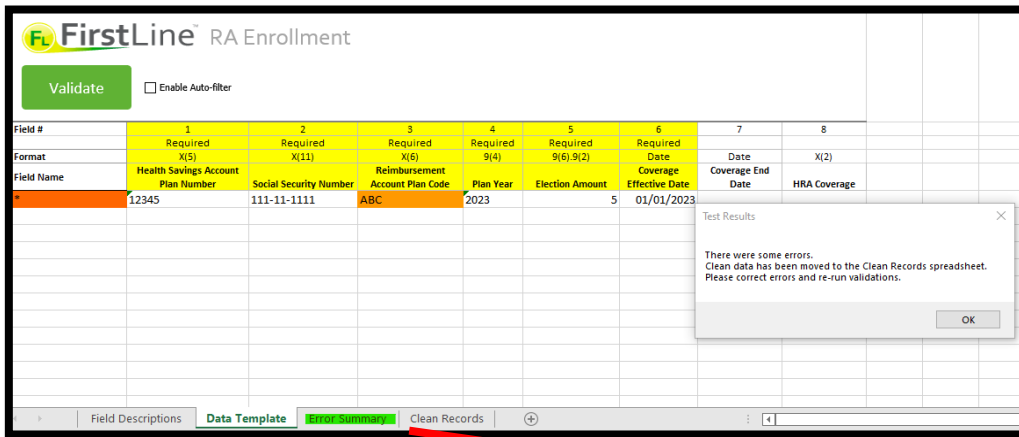 FL FirstLine™ RA Enrollment
Validate
Enable Auto-filter
Field # 1 2 3 4 5 6 7 8
Required Required Required Required Required Required
Format X(5) X(11) X(6) 9(4) 9(6).9(2) Date Date X(2)
Field Name Health Savings Account Plan Number Social Security Number Reimbursement Account Plan Code Plan Year Election Amount Coverage Effective Date Coverage End Date HRA Coverage
* 12345 111-11-1111 ABC 2023 5 01/01/2023
Test Results
There were some errors.
Clean data has been moved to the Clean Records spreadsheet.
Please correct errors and re-run validations.
OK
Field Descriptions Data Template Error Summary Clean Records